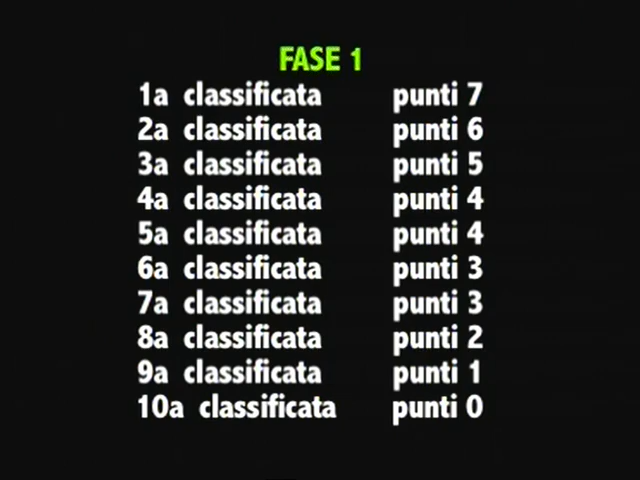 FASE 1
1a classificata punti 7
2a classificata punti 6
3a classificata punti 5
4a classificata punti 4
5a classificata punti 4
6a classificata punti 3
7a classificata punti 3
8a classificata punti 2
9a classificata punti 1
10a classificata punti 0